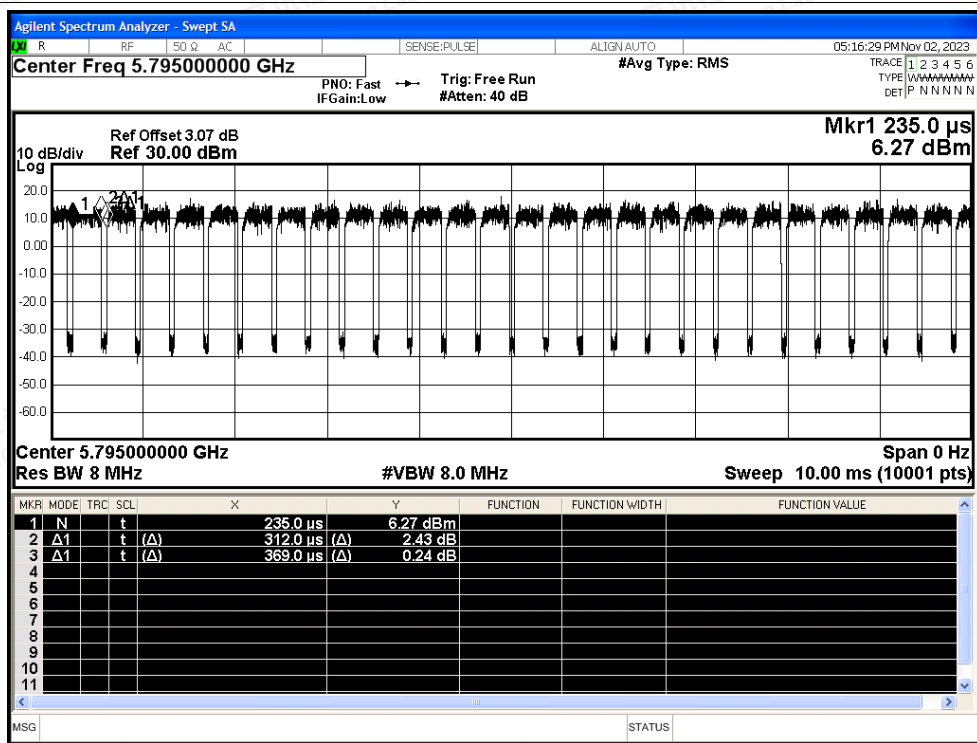 Agilent Spectrum Analyzer - Swept SA
LXI R RF 50 Ω AC SENSE:PULSE ALIGN AUTO 05:16:29 PM Nov 02, 2023
Center Freq 5.795000000 GHz #Avg Type: RMS TRACE 1 2 3 4 5 6
PNO: Fast Trig: Free Run TYPE W
IFGain:Low #Atten: 40 dB DET P N N N N N
Mkr1 235.0 µs
6.27 dBm
Ref Offset 3.07 dB
10 dB/div Ref 30.00 dBm
Log
20.0
10.0
0.00
-10.0
-20.0
-30.0
-40.0
-50.0
-60.0
1 2Δ1
Center 5.795000000 GHz Span 0 Hz
Res BW 8 MHz #VBW 8.0 MHz Sweep 10.00 ms (10001 pts)
MKR MODE TRC SCL X Y FUNCTION FUNCTION WIDTH FUNCTION VALUE
1 N t 235.0 µs 6.27 dBm
2 Δ1 t (Δ) 312.0 µs (Δ) 2.43 dB
3 Δ1 t (Δ) 369.0 µs (Δ) 0.24 dB
4
5
6
7
8
9
10
11
MSG STATUS